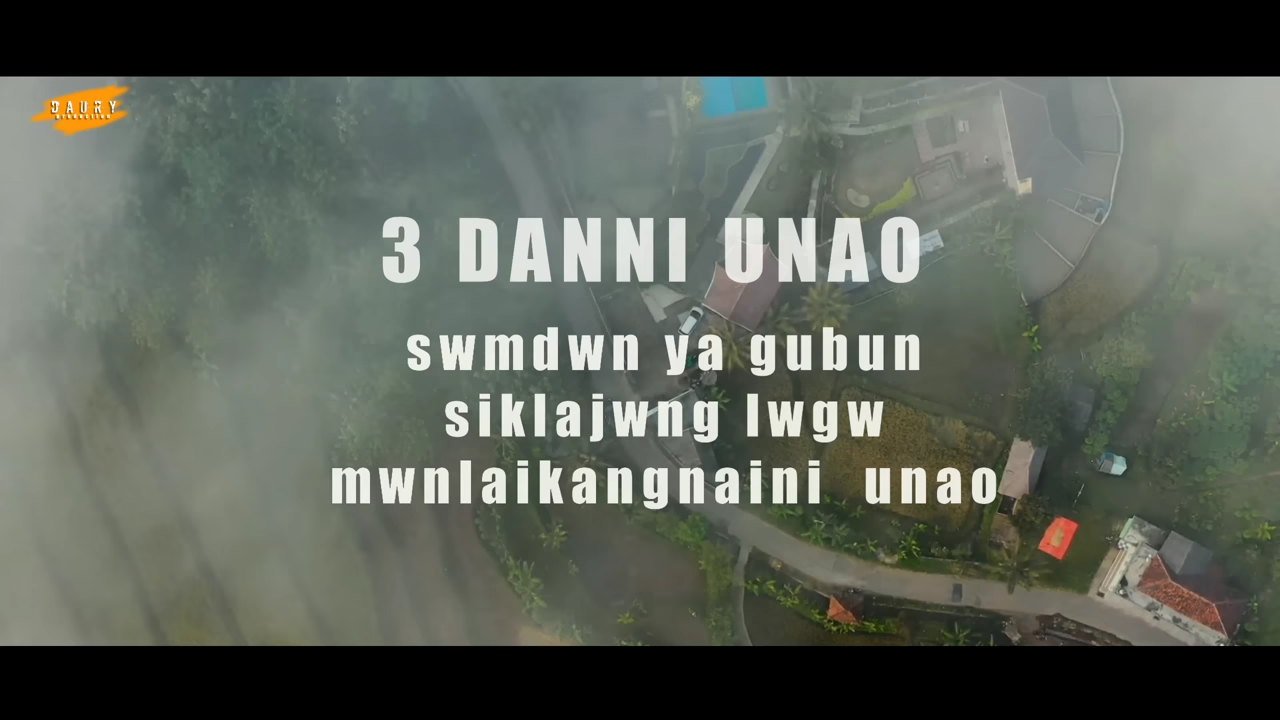 DAURY
3 DANNI UNAO
swmdwn ya gubun
siklajwng lwgw
mwnlaikangnaini unao